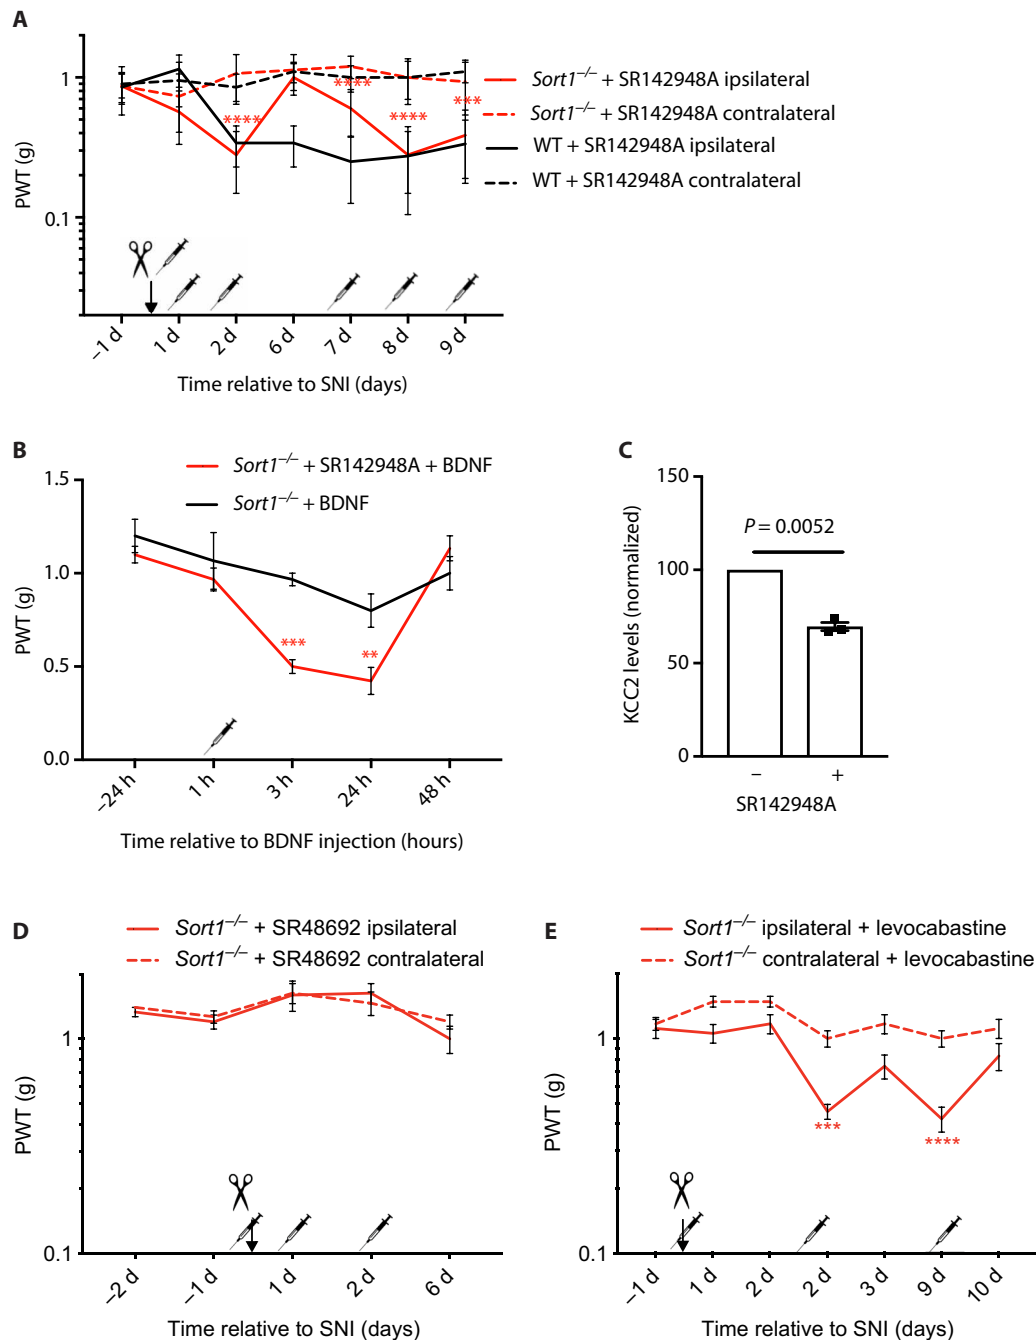 A
1
0.1
PWT (g)
****
****
****
***
Sort1−/− + SR142948A ipsilateral
Sort1−/− + SR142948A contralateral
WT + SR142948A ipsilateral
WT + SR142948A contralateral
−1 d
1 d
2 d
6 d
7 d
8 d
9 d
Time relative to SNI (days)
B
Sort1−/− + SR142948A + BDNF
Sort1−/− + BDNF
1.5
1.0
0.5
0.0
PWT (g)
***
**
−24 h
1 h
3 h
24 h
48 h
Time relative to BDNF injection (hours)
C
150
100
50
0
KCC2 levels (normalized)
P = 0.0052
− +
SR142948A
D
Sort1−/− + SR48692 ipsilateral
Sort1−/− + SR48692 contralateral
1
0.1
PWT (g)
−2 d
−1 d
1 d
2 d
6 d
Time relative to SNI (days)
E
Sort1−/− ipsilateral + levocabastine
Sort1−/− contralateral + levocabastine
1
0.1
PWT (g)
***
****
−1 d
1 d
2 d
2 d
3 d
9 d
10 d
Time relative to SNI (days)